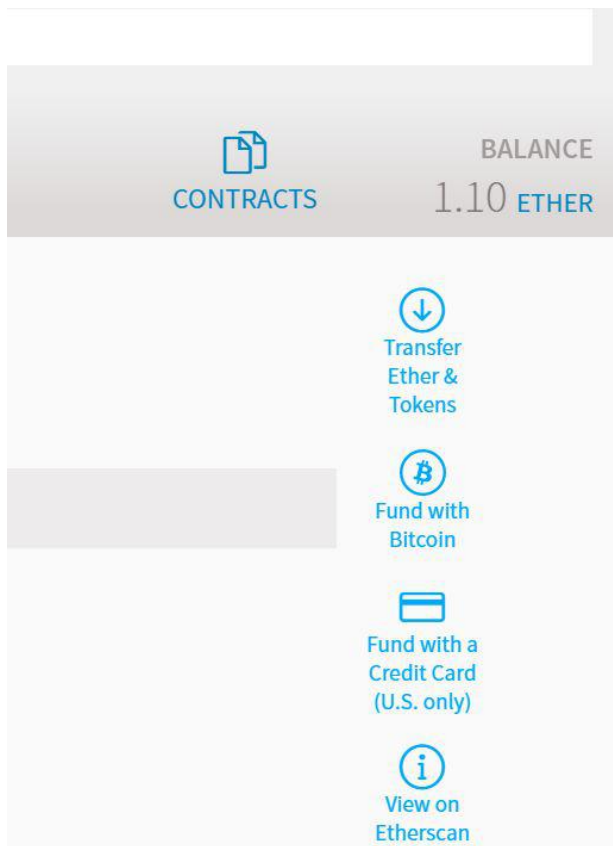 CONTRACTS
BALANCE
1.10 ETHER
Transfer
Ether &
Tokens
Fund with
Bitcoin
Fund with a
Credit Card
(U.S. only)
View on
Etherscan